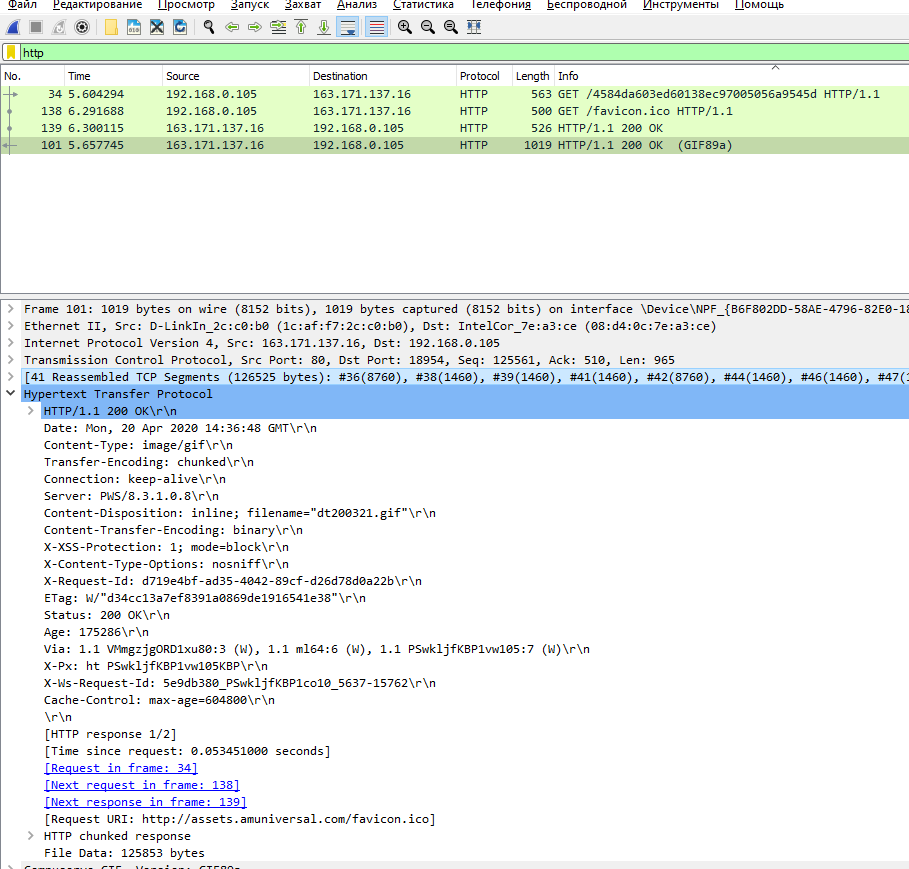 Файл Редактирование Просмотр Запуск Захват Анализ Статистика Телефония Беспроводной Инструменты Помощь
http
No. Time Source Destination Protocol Length Info
34 5.604294 192.168.0.105 163.171.137.16 HTTP 563 GET /4584da603ed60138ec97005056a9545d HTTP/1.1
138 6.291688 192.168.0.105 163.171.137.16 HTTP 500 GET /favicon.ico HTTP/1.1
139 6.300115 163.171.137.16 192.168.0.105 HTTP 526 HTTP/1.1 200 OK
101 5.657745 163.171.137.16 192.168.0.105 HTTP 1019 HTTP/1.1 200 OK (GIF89a)
Frame 101: 1019 bytes on wire (8152 bits), 1019 bytes captured (8152 bits) on interface \Device\NPF_{B6F802DD-58AE-4796-82E0-18
Ethernet II, Src: D-LinkIn_2c:c0:b0 (1c:af:f7:2c:c0:b0), Dst: IntelCor_7e:a3:ce (08:d4:0c:7e:a3:ce)
Internet Protocol Version 4, Src: 163.171.137.16, Dst: 192.168.0.105
Transmission Control Protocol, Src Port: 80, Dst Port: 18954, Seq: 125561, Ack: 510, Len: 965
[41 Reassembled TCP Segments (126525 bytes): #36(8760), #38(1460), #39(1460), #41(1460), #42(8760), #44(1460), #46(1460), #47(1
Hypertext Transfer Protocol
HTTP/1.1 200 OK\r\n
Date: Mon, 20 Apr 2020 14:36:48 GMT\r\n
Content-Type: image/gif\r\n
Transfer-Encoding: chunked\r\n
Connection: keep-alive\r\n
Server: PWS/8.3.1.0.8\r\n
Content-Disposition: inline; filename="dt200321.gif"\r\n
Content-Transfer-Encoding: binary\r\n
X-XSS-Protection: 1; mode=block\r\n
X-Content-Type-Options: nosniff\r\n
X-Request-Id: d719e4bf-ad35-4042-89cf-d26d78d0a22b\r\n
ETag: W/"d34cc13a7ef8391a0869de1916541e38"\r\n
Status: 200 OK\r\n
Age: 175286\r\n
Via: 1.1 VMmgzjgORD1xu80:3 (W), 1.1 ml64:6 (W), 1.1 PSwkljfKBP1vw105:7 (W)\r\n
X-Px: ht PSwkljfKBP1vw105KBP\r\n
X-Ws-Request-Id: 5e9db380_PSwkljfKBP1co10_5637-15762\r\n
Cache-Control: max-age=604800\r\n
\r\n
[HTTP response 1/2]
[Time since request: 0.053451000 seconds]
[Request in frame: 34]
[Next request in frame: 138]
[Next response in frame: 139]
[Request URI: http://assets.amuniversal.com/favicon.ico]
HTTP chunked response
File Data: 125853 bytes